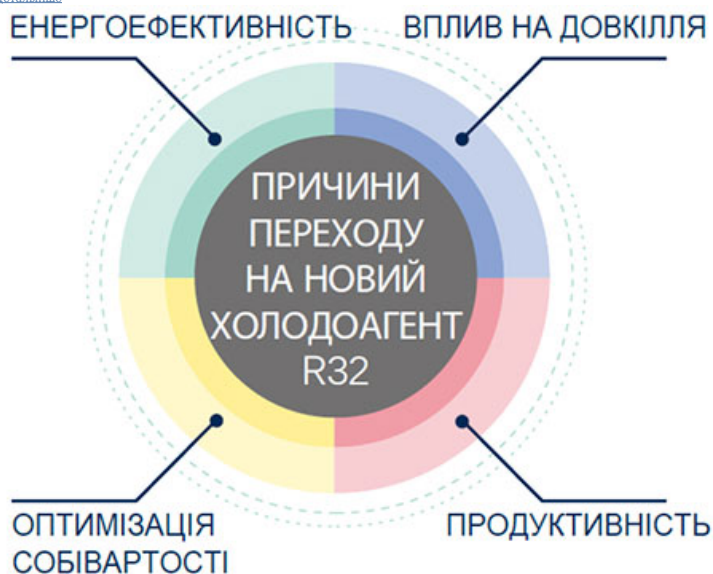 ЕНЕРГОЕФЕКТИВНІСТЬ
ВПЛИВ НА ДОВКІЛЛЯ
ПРИЧИНИ
ПЕРЕХОДУ
НА НОВИЙ
ХОЛОДОАГЕНТ
R32
ОПТИМІЗАЦІЯ
СОБІВАРТОСТІ
ПРОДУКТИВНІСТЬ